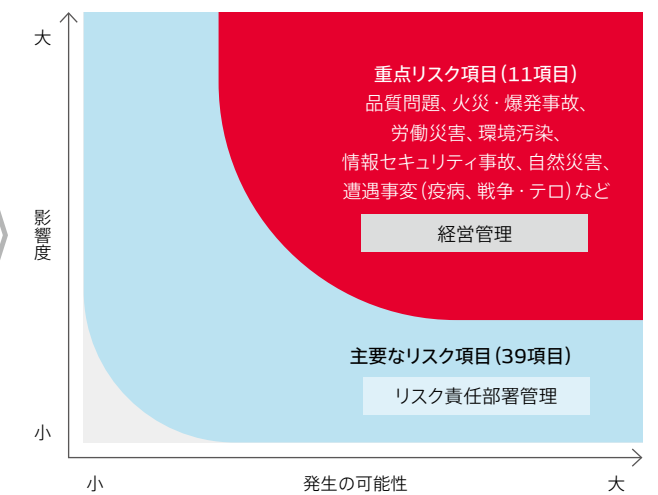 大
重点リスク項目（11項目）
品質問題、火災・爆発事故、
労働災害、環境汚染、
情報セキュリティ事故、自然災害、
遭遇事変（疫病、戦争・テロ）など
経営管理
影響度
主要なリスク項目（39項目）
リスク責任部署管理
小
小
発生の可能性
大